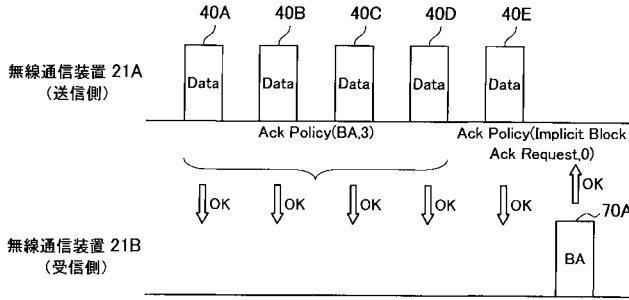 40A 40B 40C 40D 40E
無線通信装置 21A
(送信側)
Data Data Data Data Data
Ack Policy(BA,3)
Ack Policy(Implicit Block
Ack Request,0)
OK OK OK OK OK OK
70A
無線通信装置 21B
(受信側)
BA